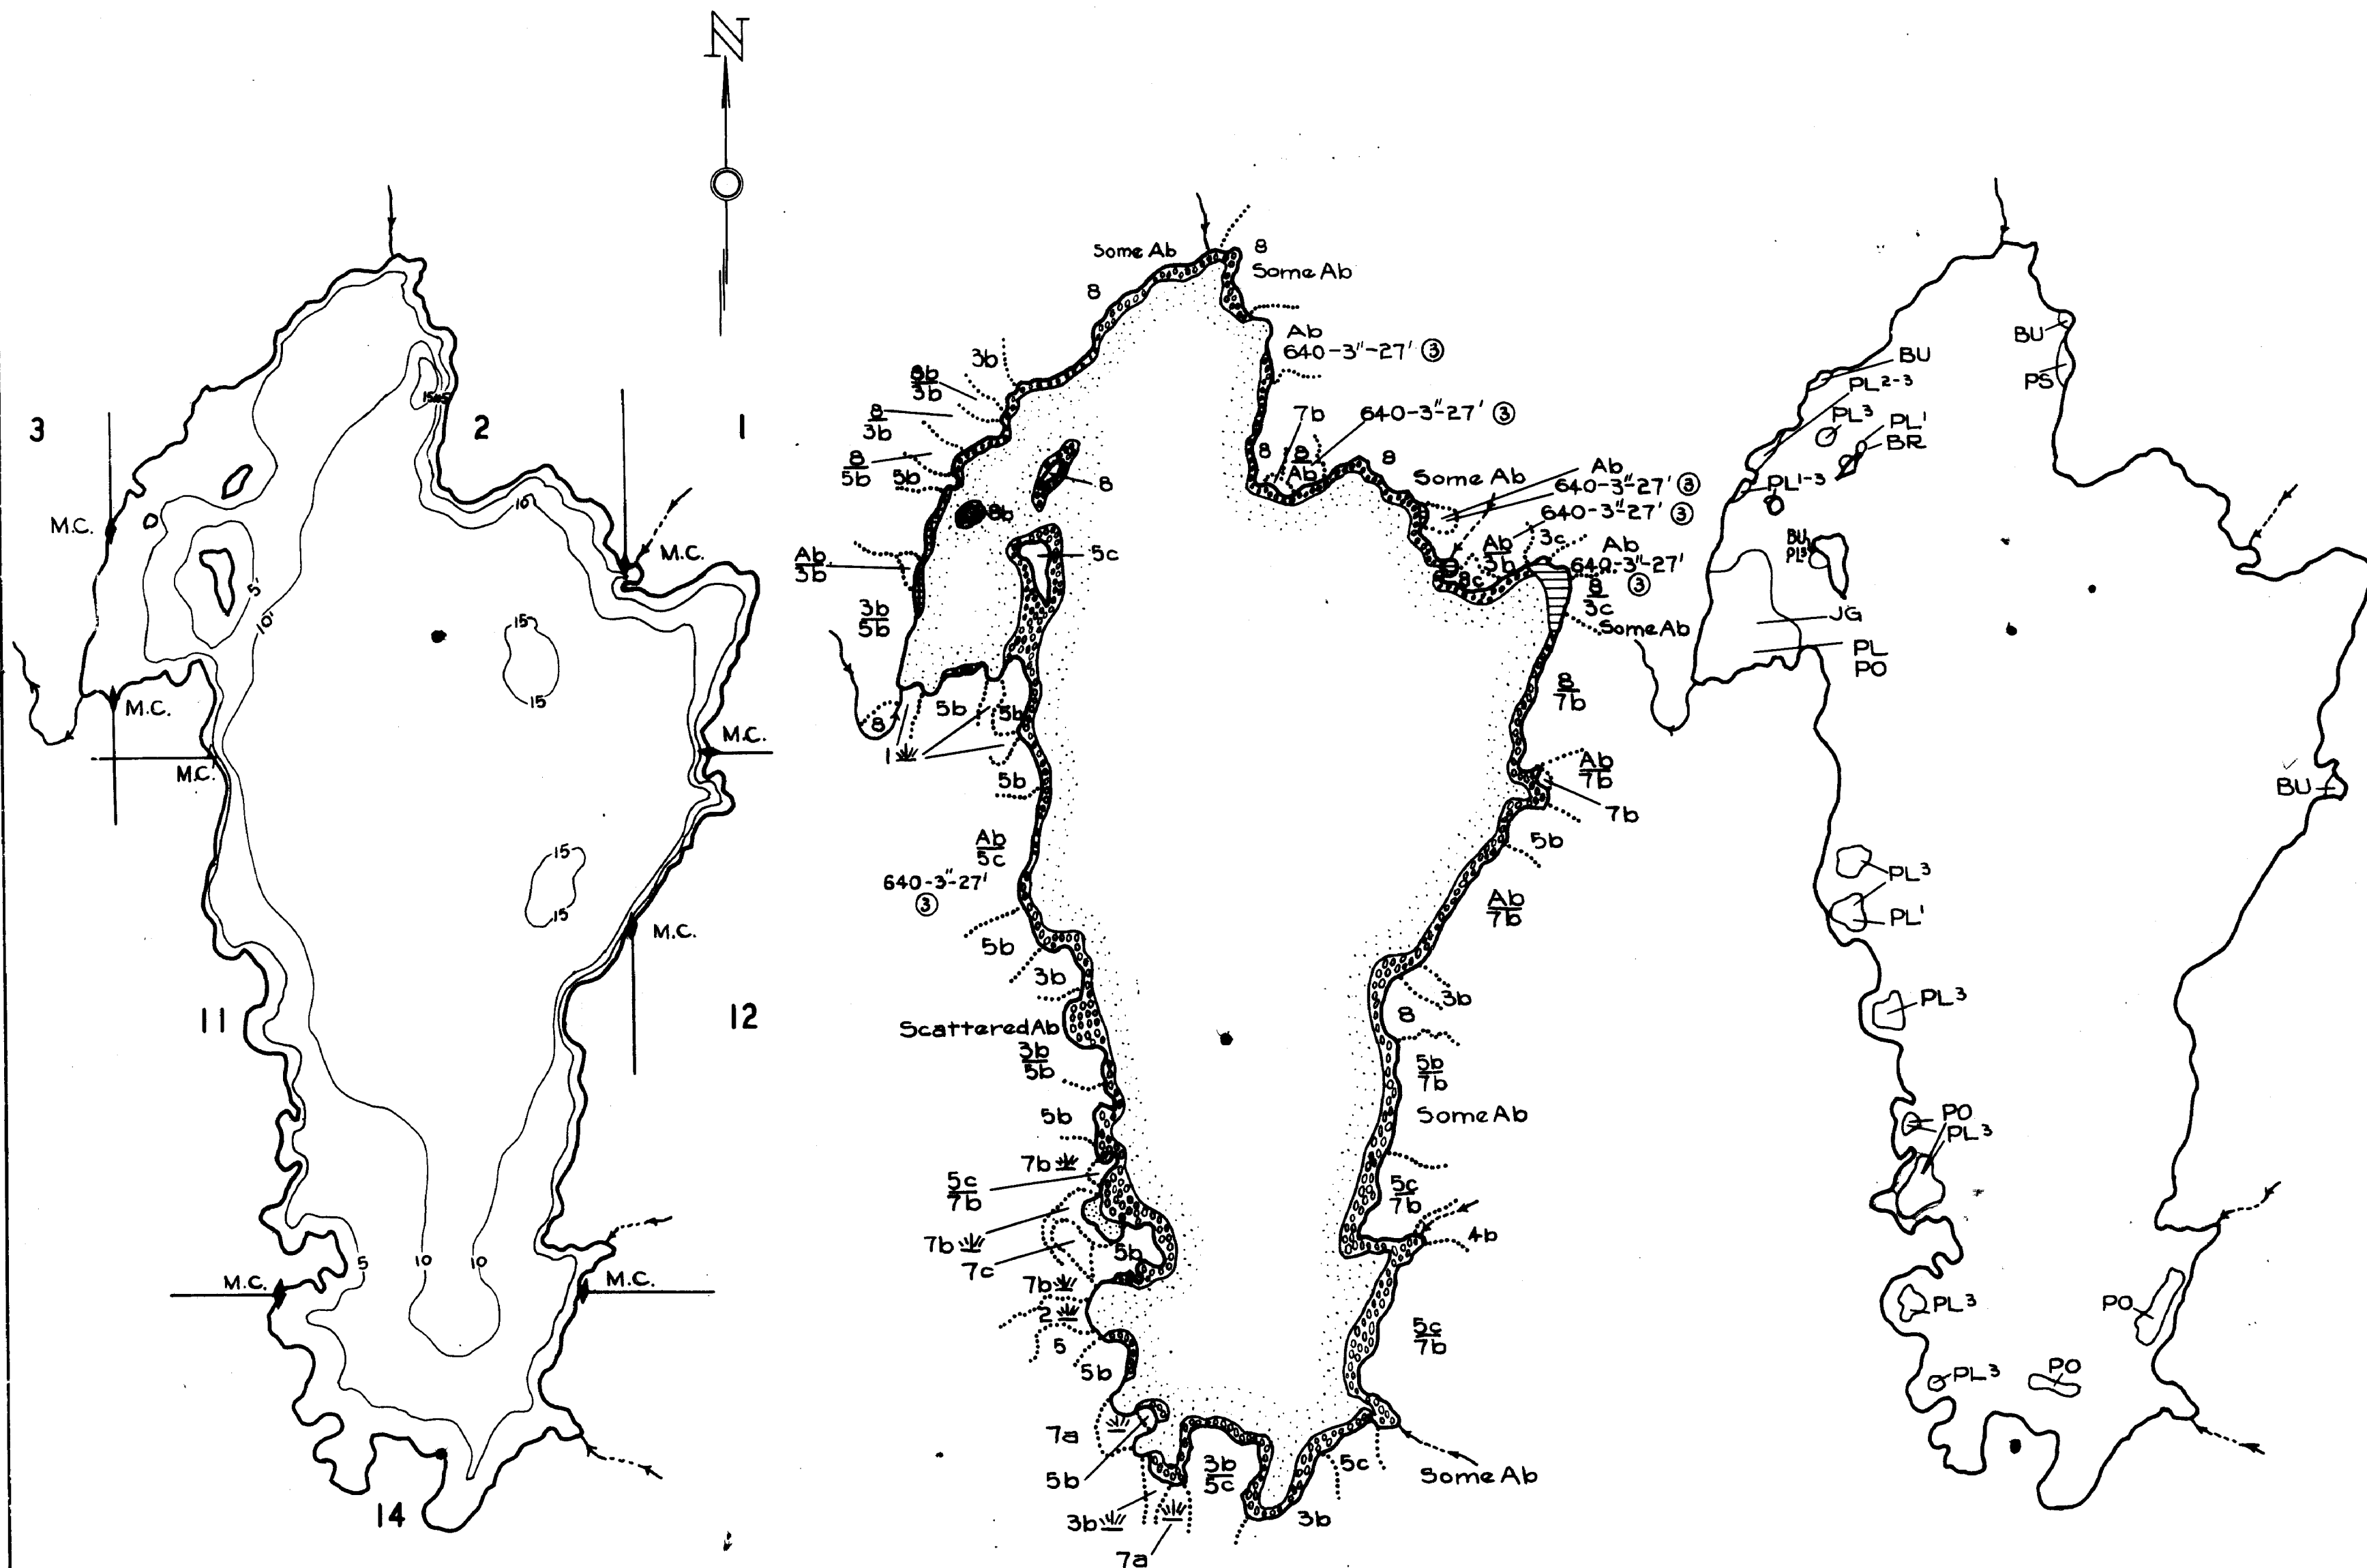 N
3
2
1
15
5
10'
M.C.
M.C.
5'
10'
15
15
M.C.
M.C.
M.C.
15
15
M.C.
11
12
5
10
10
M.C.
M.C.
14
Some Ab
8
Some Ab
8
Ab
640-3"-27' ③
3b
8b
3b
8
3b
8
5b
5b
7b
640-3"-27' ③
8
8
Ab
8
Some Ab
Ab
640-3"-27' ③
640-3"-27' ③
8
8b
5c
Ab
3b
3b
5b
Ab
3b
3c
Ab
640-3"-27'
③
8c
8
3c
Some Ab
8
1
5b
5b
5b
8
7b
Ab
7b
7b
5b
Ab
5c
640-3"-27'
③
5b
3b
Ab
7b
3b
8
Scattered Ab
3b
5b
5b
7b
Some Ab
5b
7b
5c
7b
7b
7c
5b
7b
2
5
5b
5c
7b
4b
5c
7b
7a
5b
3b
7a
3b
5c
3b
5c
Some Ab
BU
PS
BU
PL2-3
PL3
PL1
BR
PL1-3
BU
PL3
JG
PL
PO
BU
PL3
PL1
PL3
PO
PL3
PL3
PO
PL3
PO